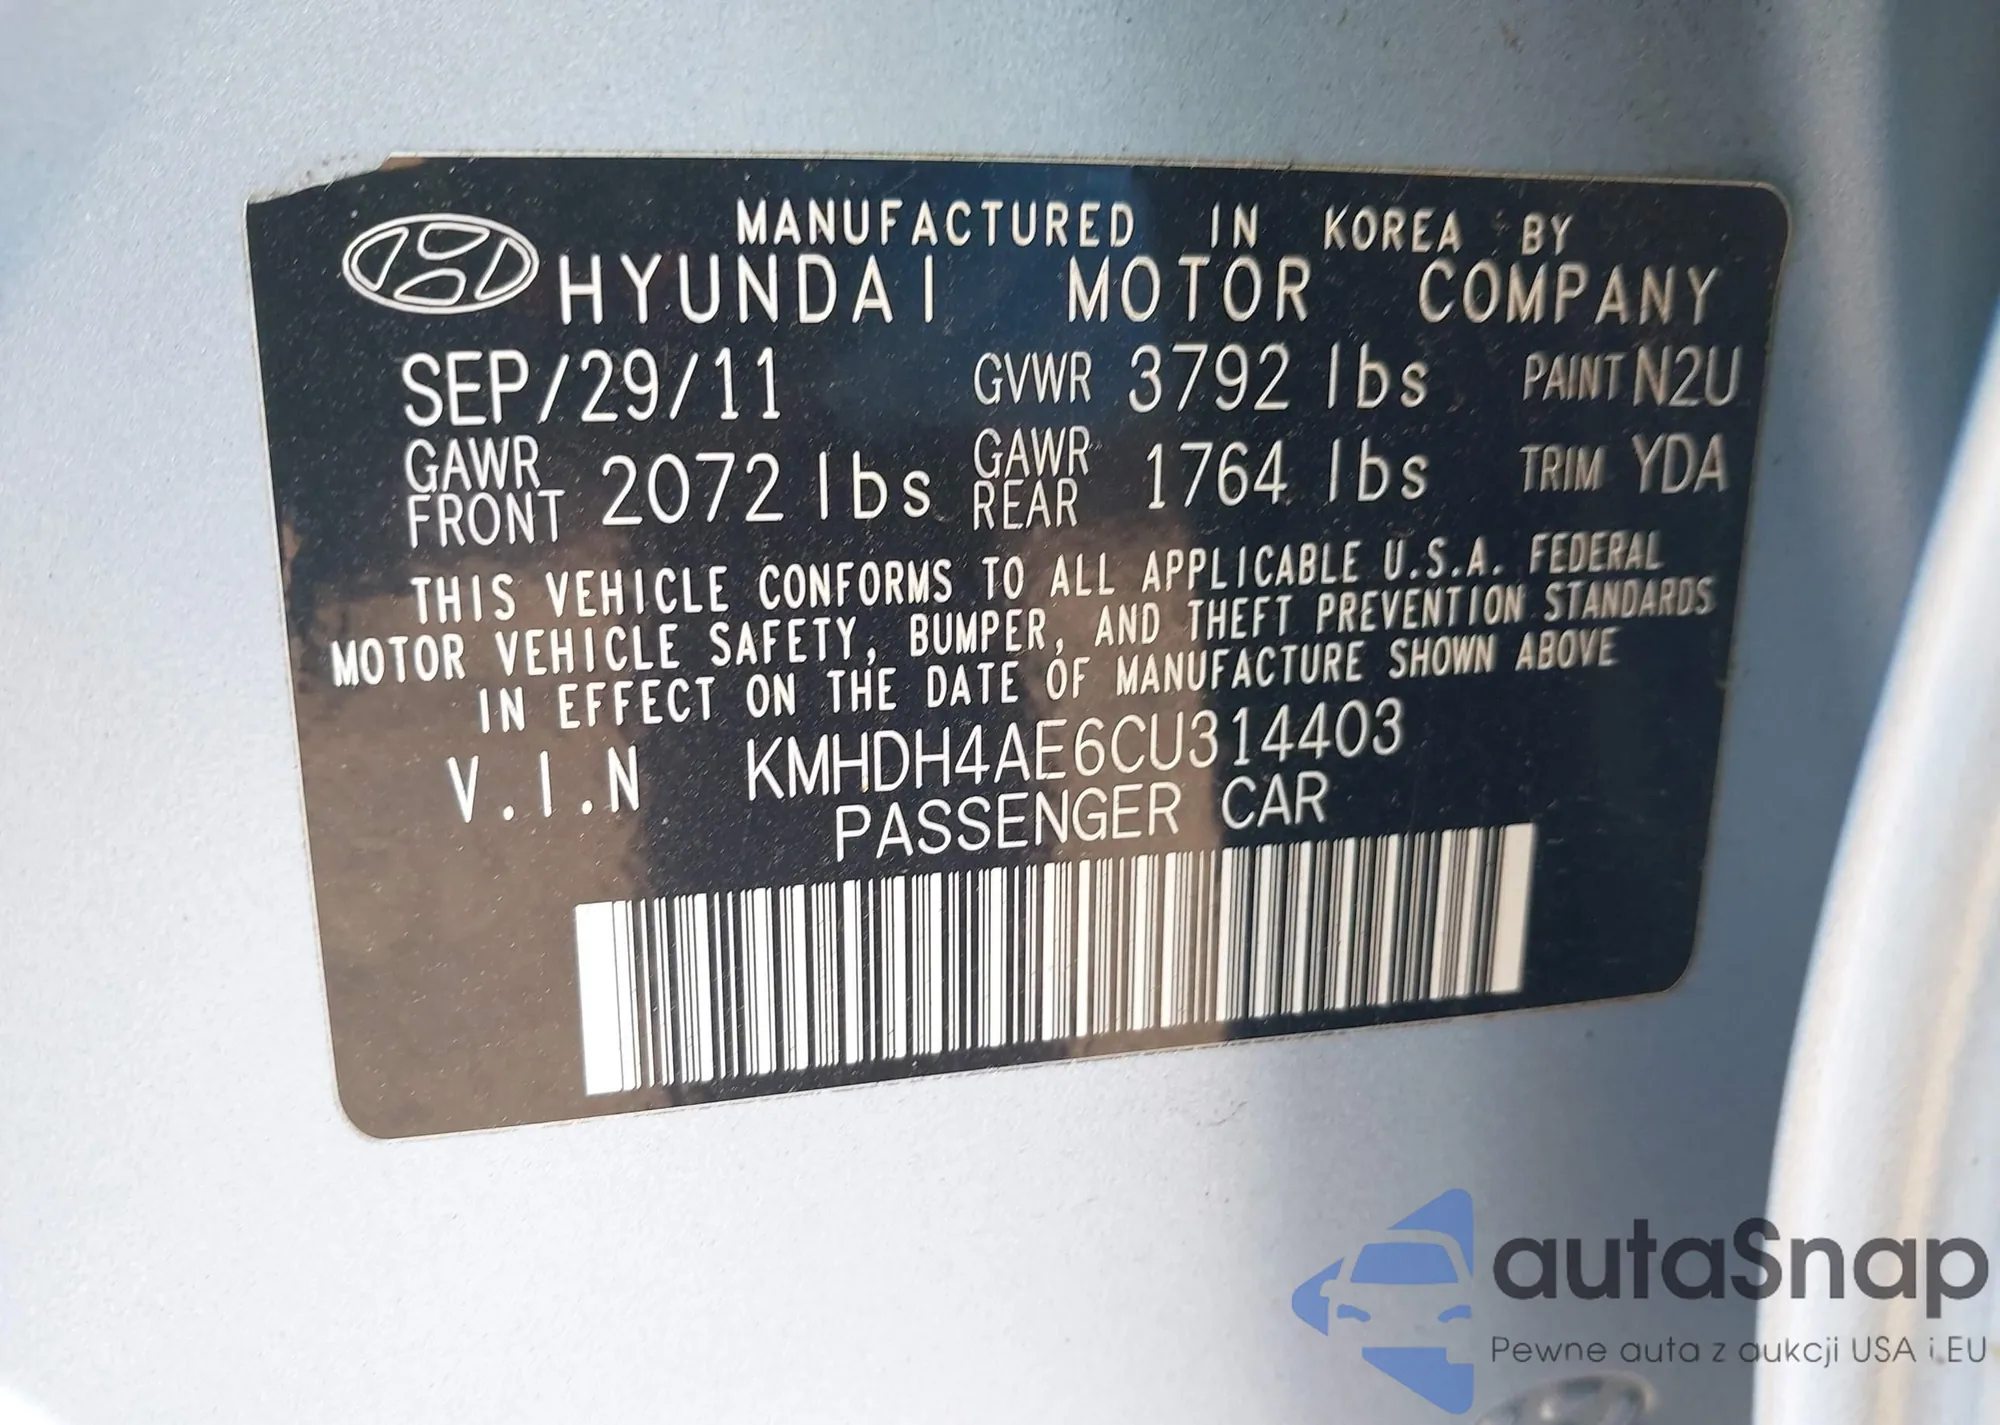 MANUFACTURED IN KOREA BY
HYUNDAI MOTOR COMPANY
SEP/29/11 GVWR 3792 lbs PAINT N2U
GAWR FRONT 2072 lbs GAWR REAR 1764 lbs TRIM YDA
THIS VEHICLE CONFORMS TO ALL APPLICABLE U.S.A. FEDERAL
MOTOR VEHICLE SAFETY, BUMPER, AND THEFT PREVENTION STANDARDS
IN EFFECT ON THE DATE OF MANUFACTURE SHOWN ABOVE
V.I.N KMHDH4AE6CU314403
PASSENGER CAR
autaSnap
Pewne auta z aukcji USA i EU